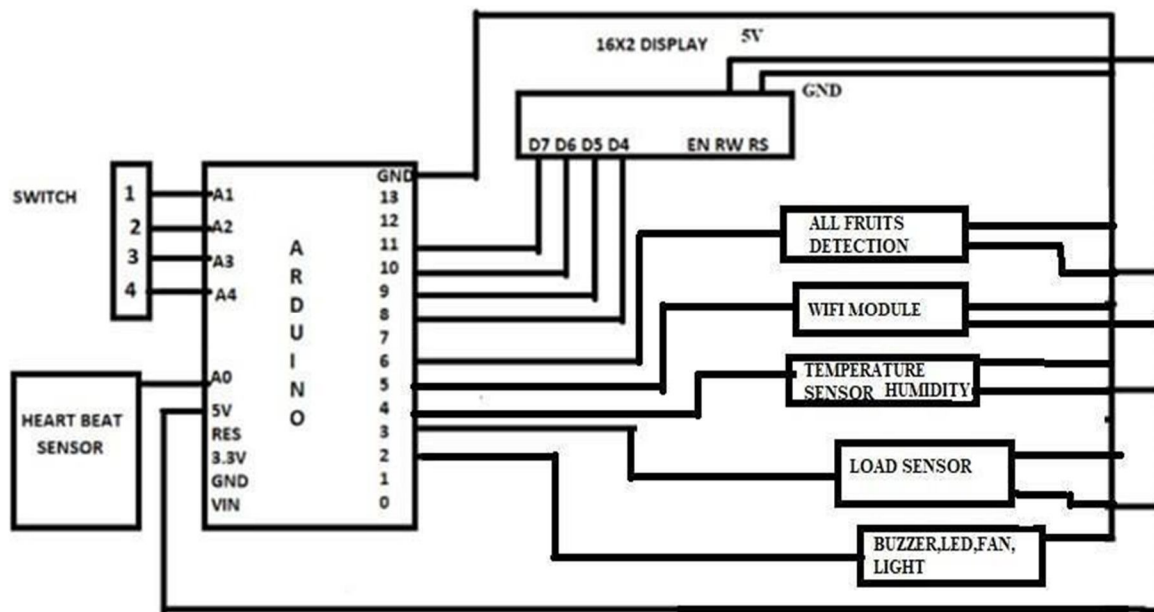 16X2 DISPLAY
5V
GND
D7 D6 D5 D4 EN RW RS
SWITCH
1
2
3
4
A1
A2
A3
A4
A0
5V
RES
3.3V
GND
VIN
ARDUINO
GND
13
12
11
10
9
8
7
6
5
4
3
2
1
0
HEART BEAT
SENSOR
ALL FRUITS
DETECTION
WIFI MODULE
TEMPERATURE
SENSOR HUMIDITY
LOAD SENSOR
BUZZER,LED,FAN,
LIGHT